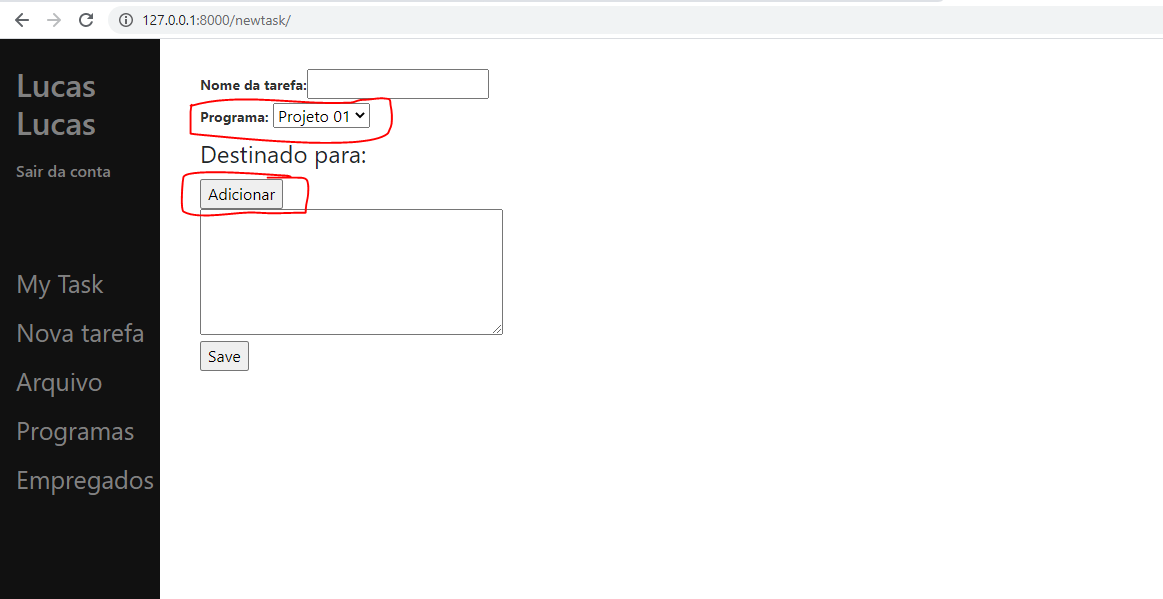 127.0.0.1:8000/newtask/
Lucas
Lucas
Sair da conta
My Task
Nova tarefa
Arquivo
Programas
Empregados
Nome da tarefa:
Programa: Projeto 01
Destinado para:
Adicionar
Save